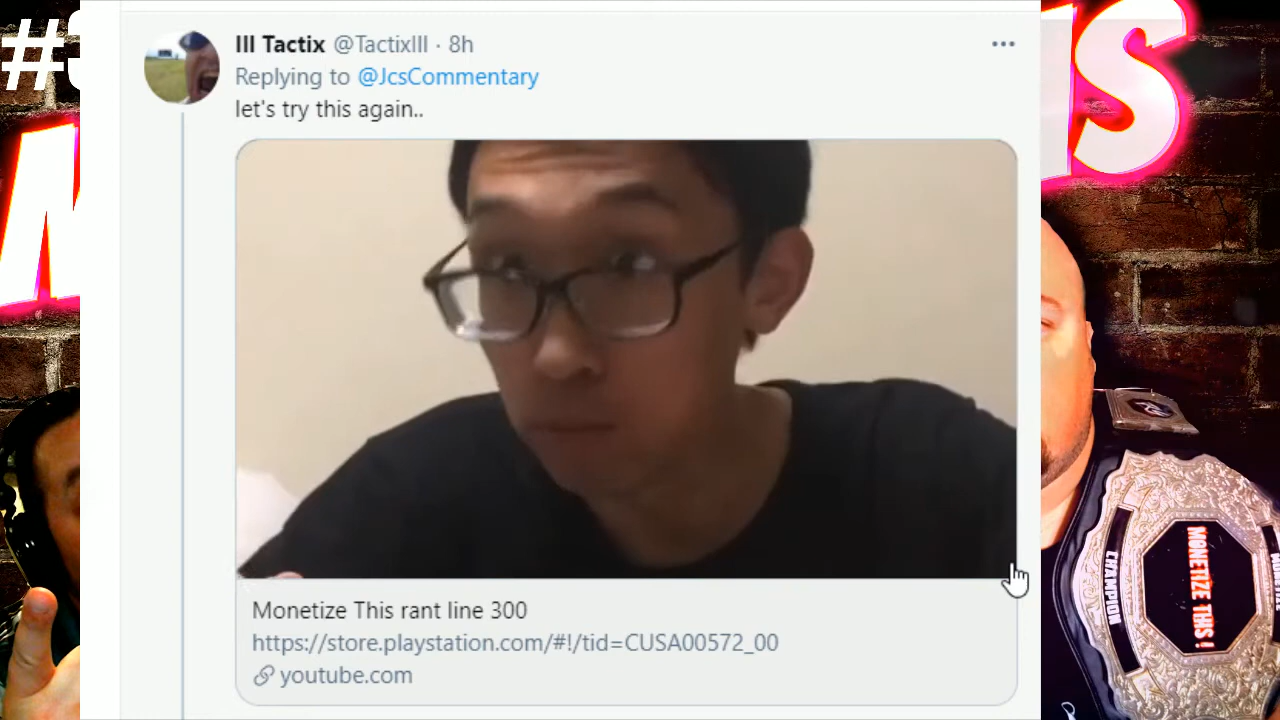 III Tactix @TactixIII · 8h
Replying to @JcsCommentary
let's try this again..
Monetize This rant line 300
https://store.playstation.com/#!/tid=CUSA00572_00
youtube.com
MONETIZE THIS!
CHAMPION